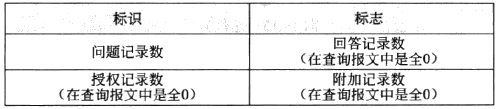 标识
标志
问题记录数
回答记录数
（在查询报文中是全0）
授权记录数
（在查询报文中是全0）
附加记录数
（在查询报文中是全0）